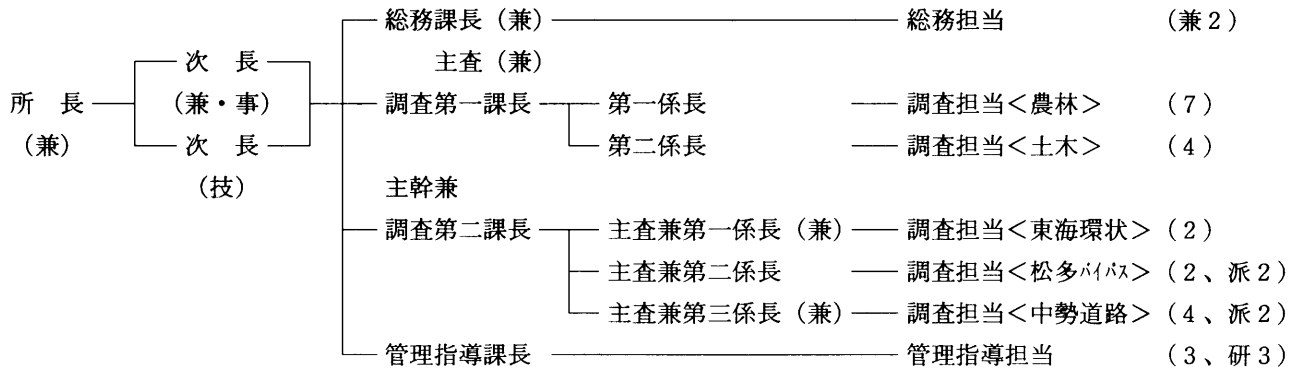 総務課長(兼) 総務担当 (兼2)
次 長 主査(兼)
所 長 (兼・事) 調査第一課長 第一係長 調査担当<農林> (7)
(兼) 次 長 第二係長 調査担当<土木> (4)
(技) 主幹兼
調査第二課長 主査兼第一係長(兼) 調査担当<東海環状> (2)
主査兼第二係長 調査担当<松多バイパス> (2、派2)
主査兼第三係長(兼) 調査担当<中勢道路> (4、派2)
管理指導課長 管理指導担当 (3、研3)